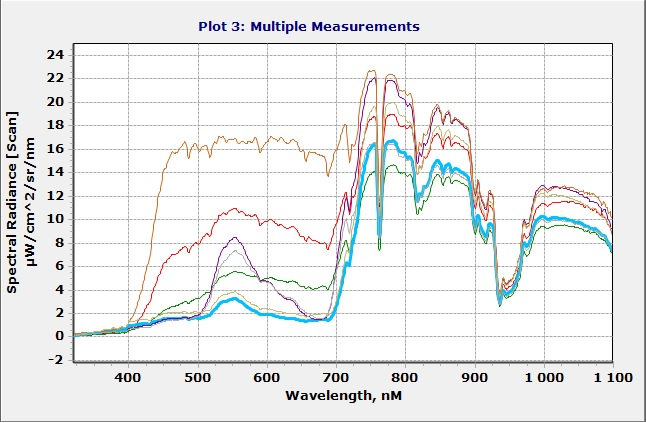 Plot 3: Multiple Measurements
Spectral Radiance [Scan]
µW/cm^2/sr/nm
24
22
20
18
16
14
12
10
8
6
4
2
0
-2
400 500 600 700 800 900 1 000 1 100
Wavelength, nM